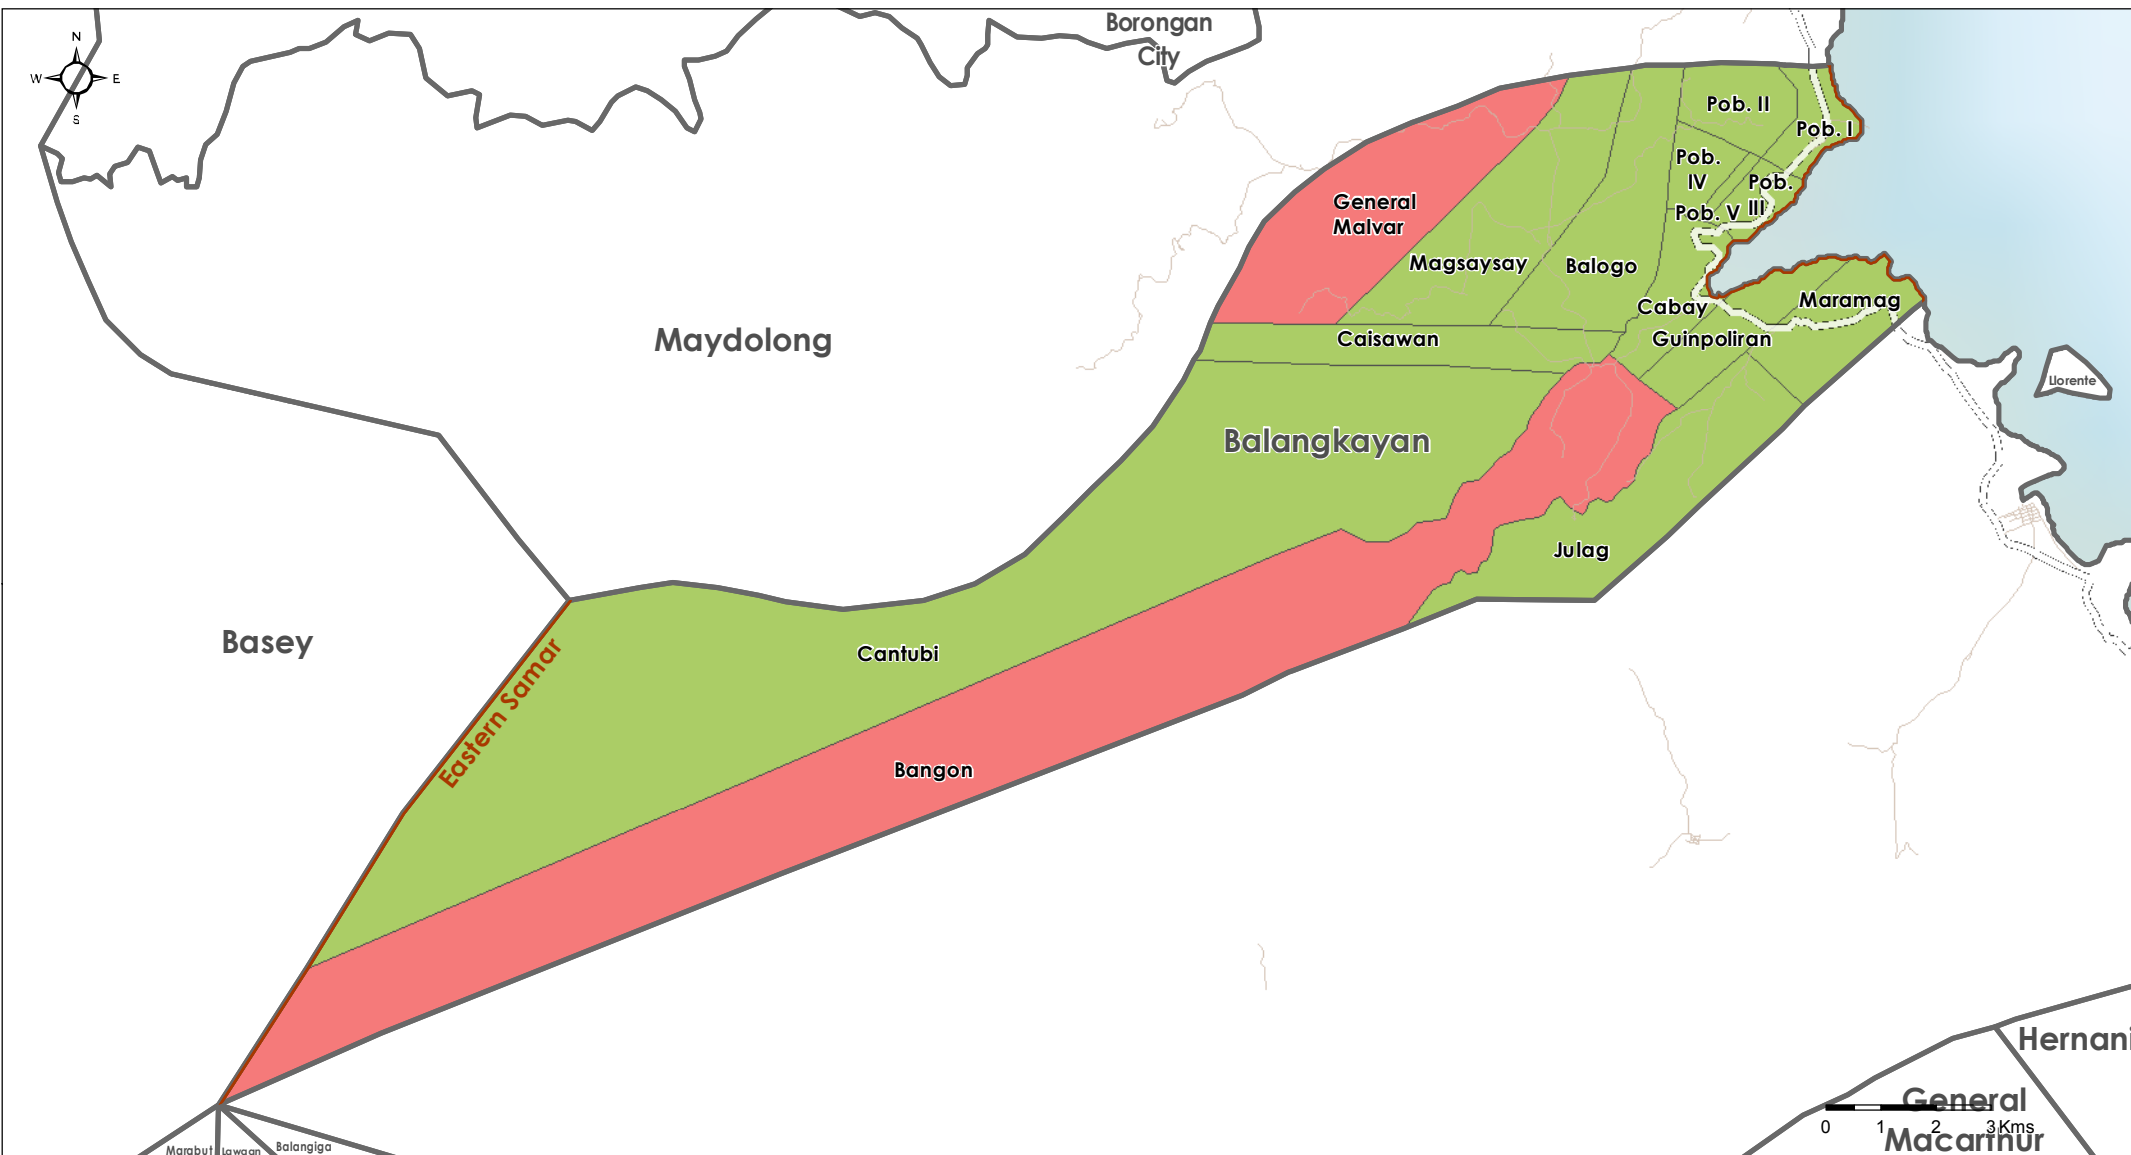 Borongan
City
N
W
E
S
Pob. II
Pob. I
Pob.
IV
Pob.
III
Pob. V
General
Malvar
Magsaysay
Balogo
Cabay
Maramag
Guinpoliran
Caisawan
Maydolong
Llorente
Balangkayan
Julag
Basey
Eastern Samar
Cantubi
Bangon
Hernani
General
Macarthur
0 1 2 3 Kms
Marabut
Lawaan
Balangiga